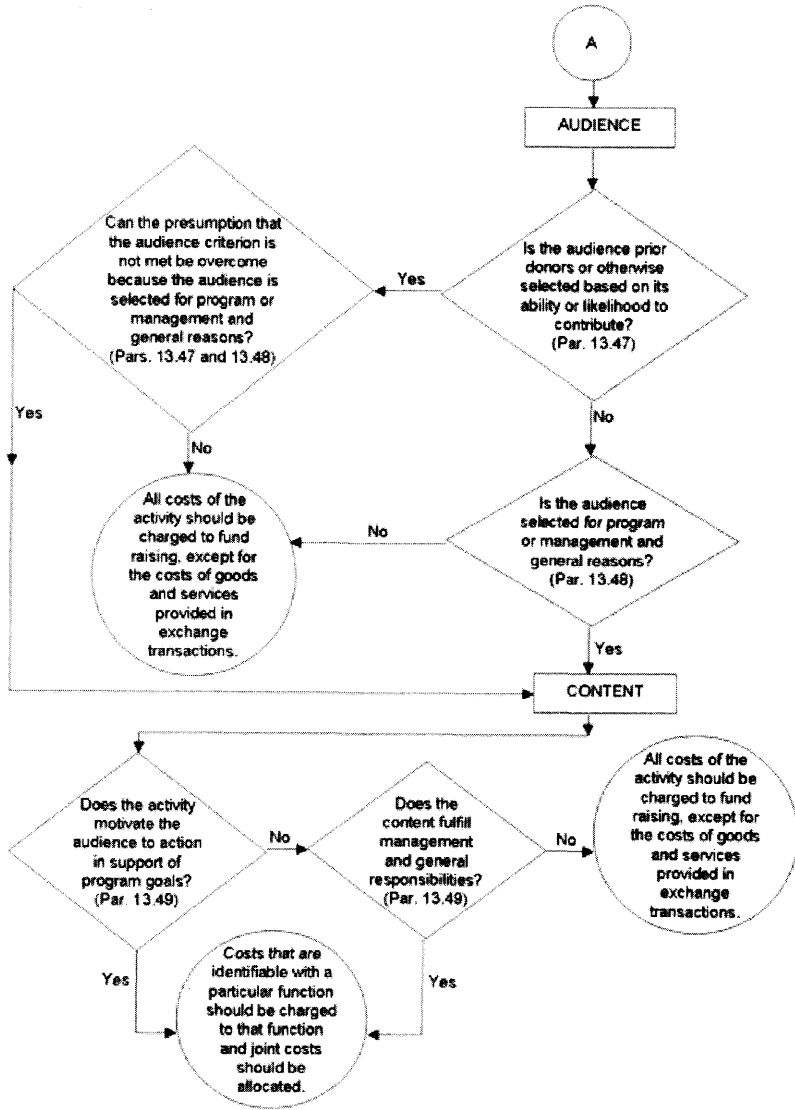 A
AUDIENCE
Is the audience prior
donors or otherwise
selected based on its
ability or likelihood to
contribute?
(Par. 13.47)
Yes
Can the presumption that
the audience criterion is
not met be overcome
because the audience is
selected for program or
management and
general reasons?
(Pars. 13.47 and 13.48)
Yes
No
No
All costs of the
activity should be
charged to fund
raising, except for
the costs of goods
and services
provided in
exchange
transactions.
No
Is the audience
selected for program
or management and
general reasons?
(Par. 13.48)
Yes
CONTENT
Does the activity
motivate the
audience to action
in support of
program goals?
(Par. 13.49)
No
Does the
content fulfill
management
and general
responsibilities?
(Par. 13.49)
No
All costs of the
activity should be
charged to fund
raising, except for
the costs of goods
and services
provided in
exchange
transactions.
Yes
Costs that are
identifiable with a
particular function
should be charged
to that function
and joint costs
should be
allocated.
Yes